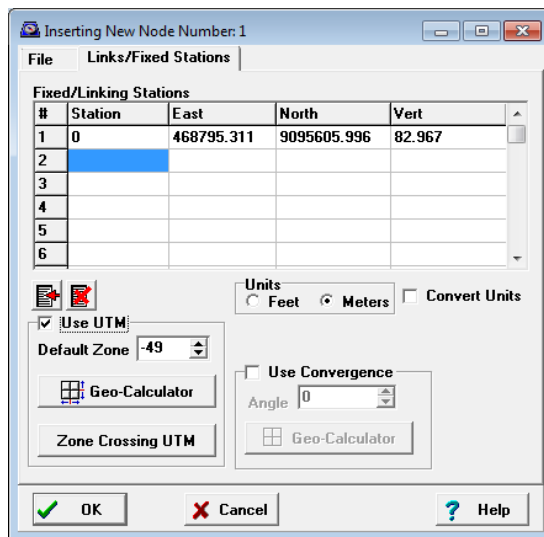 Inserting New Node Number: 1
File Links/Fixed Stations
Fixed/Linking Stations
# Station East North Vert
1 0 468795.311 9095605.996 82.967
2
3
4
5
6
Units
Feet Meters Convert Units
Use UTM
Default Zone -49
Use Convergence
Geo-Calculator
Angle 0
Zone Crossing UTM
Geo-Calculator
OK Cancel Help